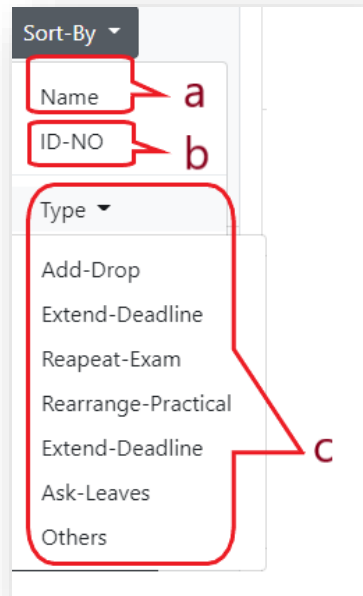 Sort-By
Name
a
ID-NO
b
Type
Add-Drop
Extend-Deadline
Reapeat-Exam
Rearrange-Practical
Extend-Deadline
c
Ask-Leaves
Others